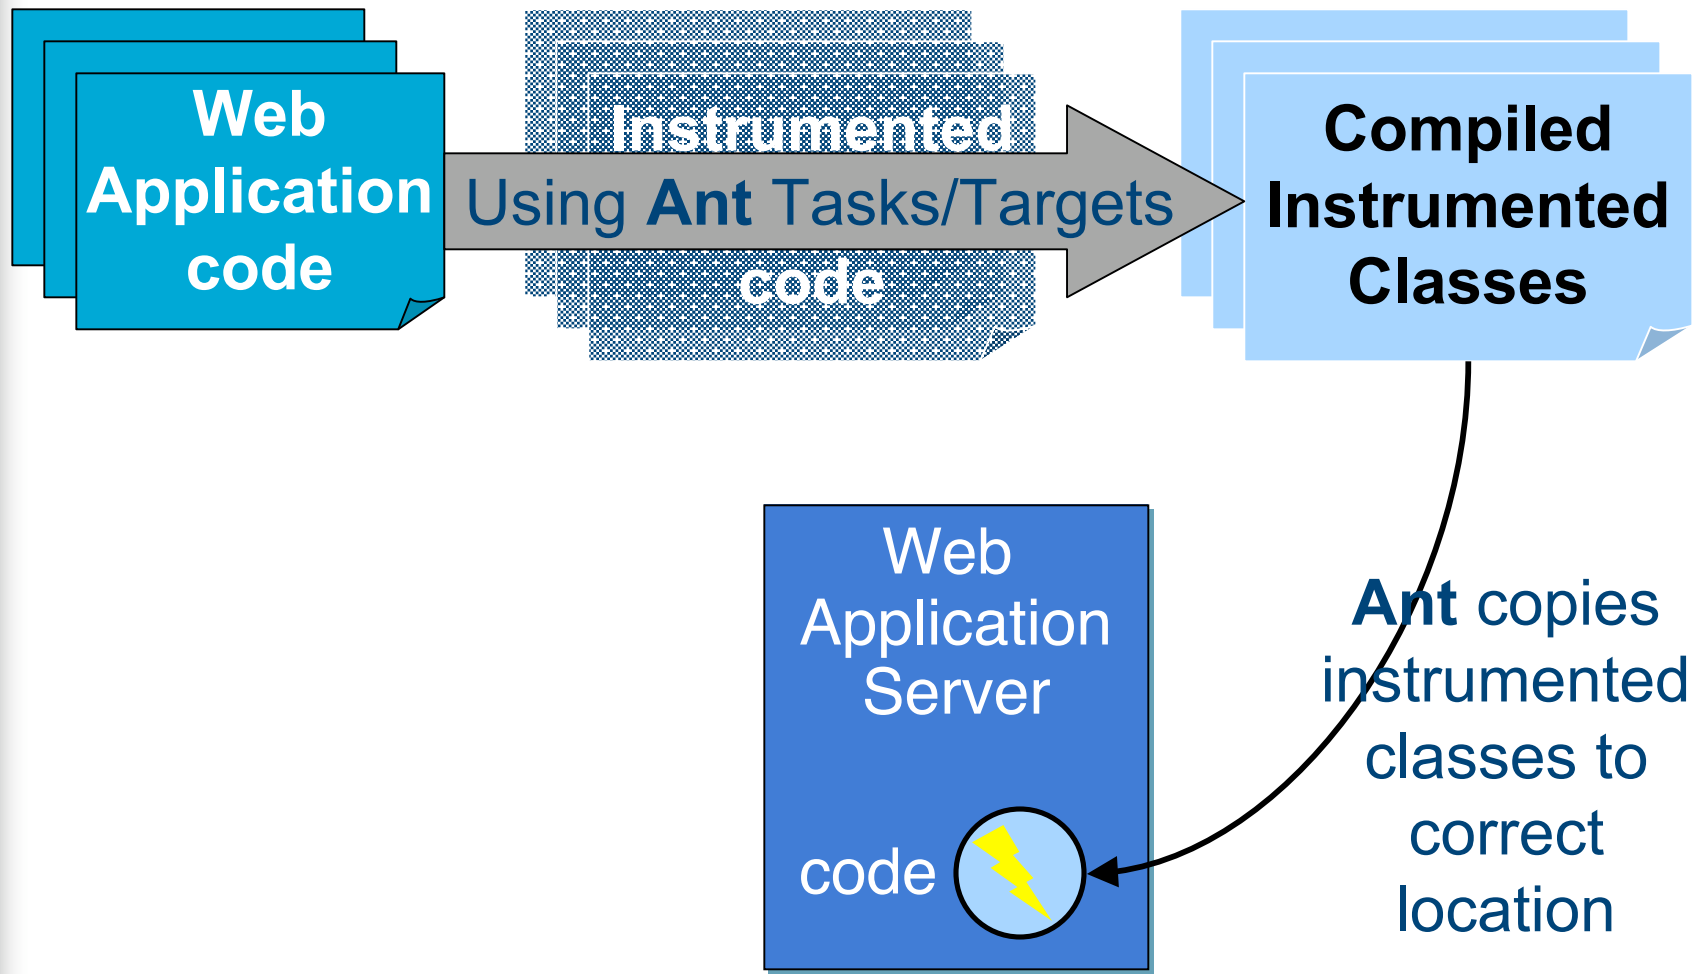 Web
Application
code
Instrumented
code
Using Ant Tasks/Targets
Compiled
Instrumented
Classes
Web
Application
Server
code
Ant copies
instrumented
classes to
correct
location